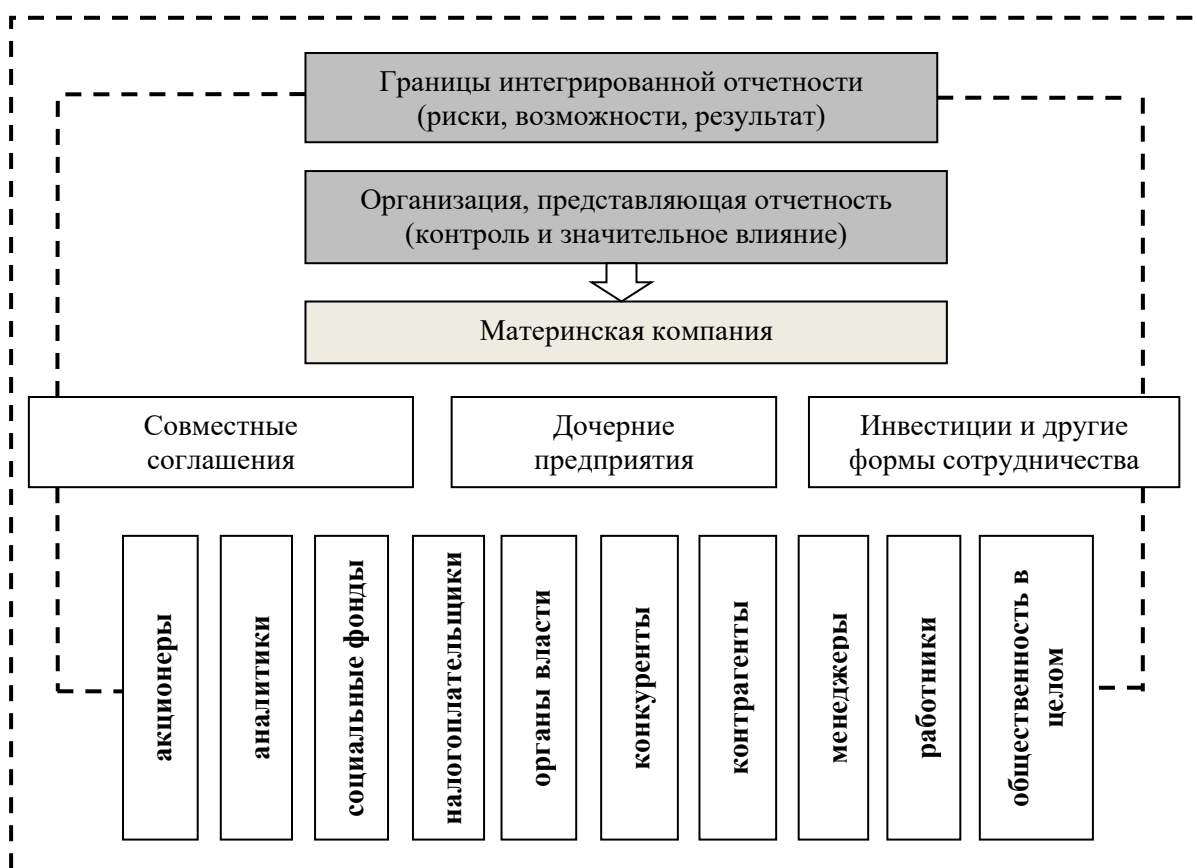 Границы интегрированной отчетности
(риски, возможности, результат)
Организация, представляющая отчетность
(контроль и значительное влияние)
Материнская компания
Совместные
соглашения
Дочерние
предприятия
Инвестиции и другие
формы сотрудничества
акционеры
аналитики
социальные фонды
налогоплательщики
органы власти
конкуренты
контрагенты
менеджеры
работники
общественность в
целом